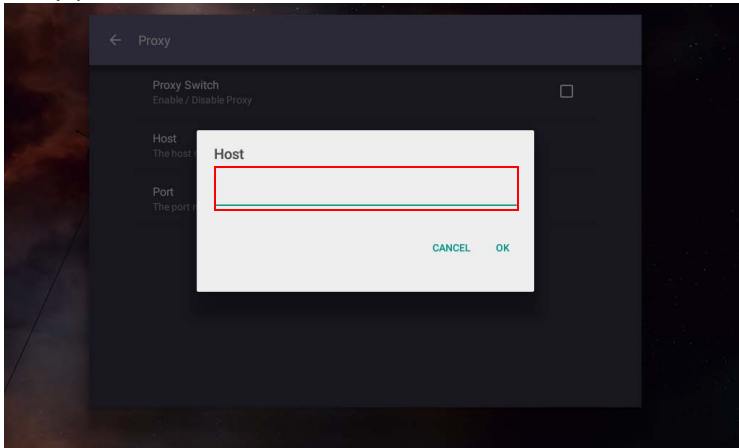 Proxy
Proxy Switch
Enable / Disable Proxy
Host
The host
Port
The port
Host
CANCEL OK